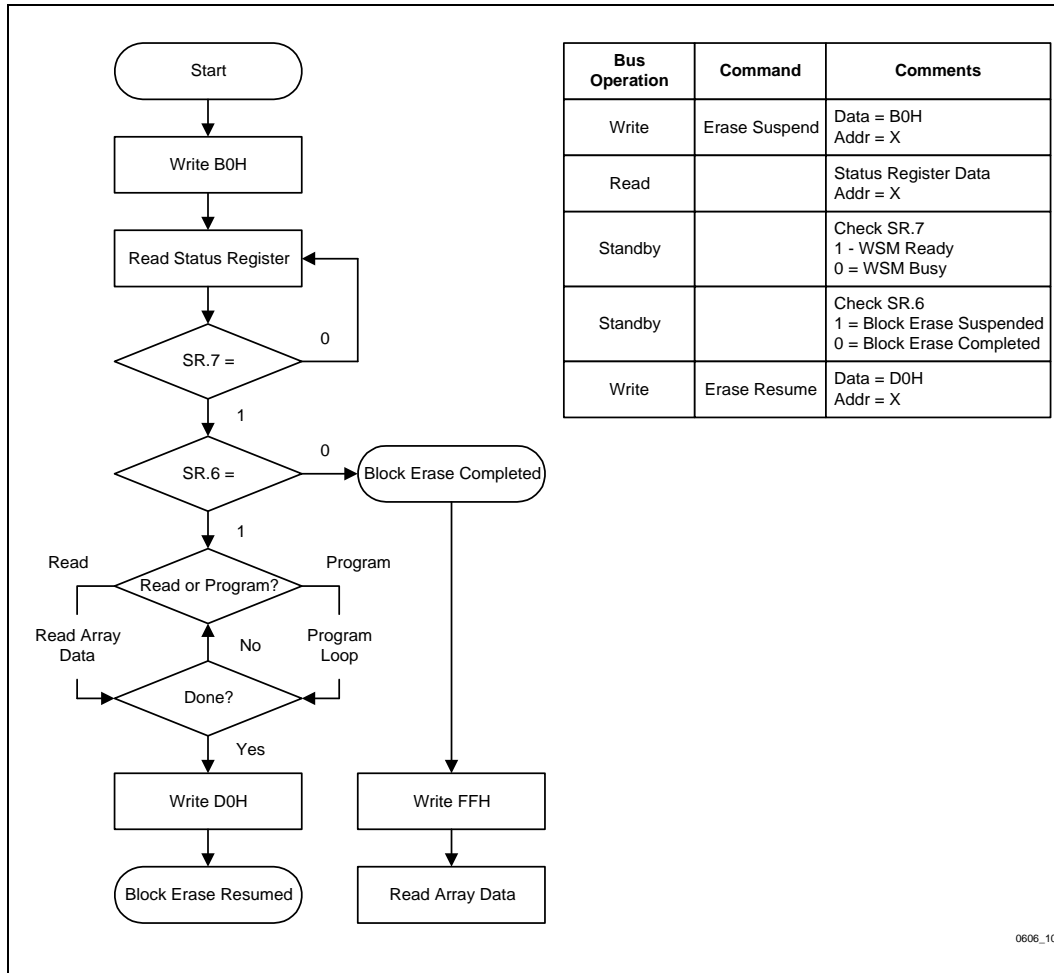 Start
Write B0H
Read Status Register
0
SR.7 =
1
0
SR.6 =
Block Erase Completed
1
Read
Program
Read or Program?
Read Array
Data
No
Program
Loop
Done?
Yes
Write D0H
Write FFH
Block Erase Resumed
Read Array Data
Bus
Operation
Command
Comments
Write
Erase Suspend
Data = B0H
Addr = X
Read
Status Register Data
Addr = X
Standby
Check SR.7
1 - WSM Ready
0 = WSM Busy
Standby
Check SR.6
1 = Block Erase Suspended
0 = Block Erase Completed
Write
Erase Resume
Data = D0H
Addr = X